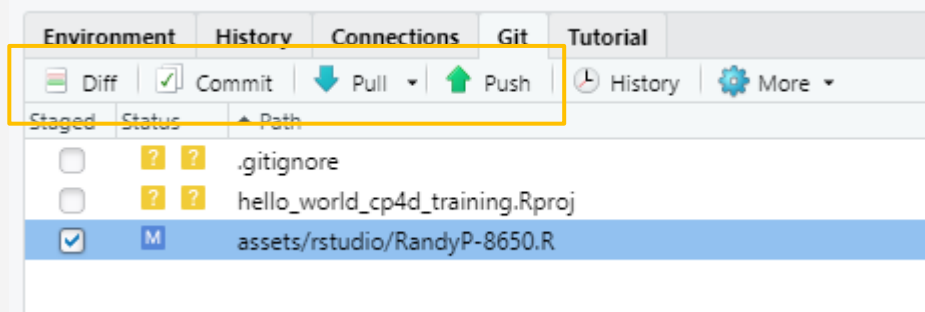 Environment History Connections Git Tutorial
Diff Commit Pull Push History More
Staged Status Path
? ? .gitignore
? ? hello_world_cp4d_training.Rproj
M assets/rstudio/RandyP-8650.R